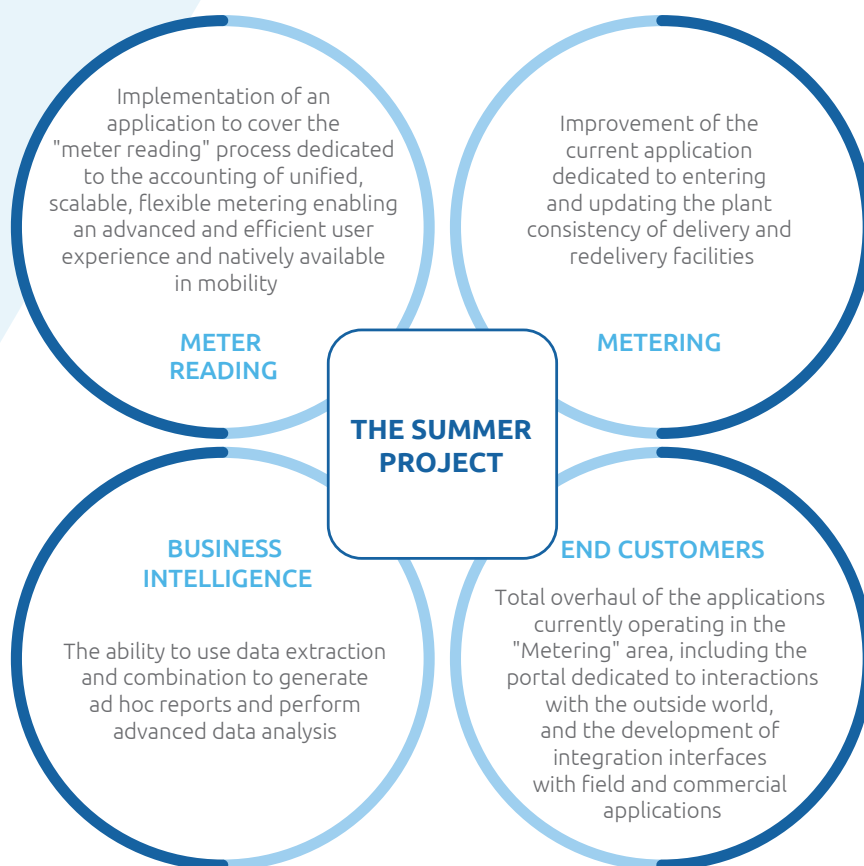 Implementation of an
application to cover the
"meter reading" process dedicated
to the accounting of unified,
scalable, flexible metering enabling
an advanced and efficient user
experience and natively available
in mobility
METER
READING
Improvement of the
current application
dedicated to entering
and updating the plant
consistency of delivery and
redelivery facilities
METERING
THE SUMMER
PROJECT
BUSINESS
INTELLIGENCE
The ability to use data extraction
and combination to generate
ad hoc reports and perform
advanced data analysis
END CUSTOMERS
Total overhaul of the applications
currently operating in the
"Metering" area, including the
portal dedicated to interactions
with the outside world,
and the development of
integration interfaces
with field and commercial
applications